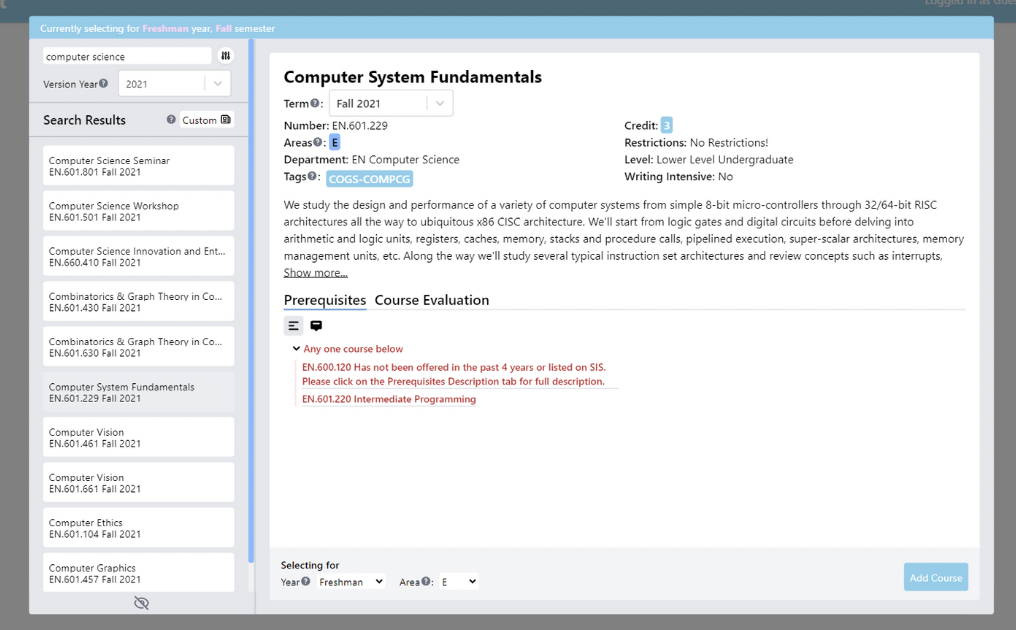 Logged in as Gues
Currently selecting for Freshman year, Fall semester
computer science
Version Year
2021
Search Results
Custom
Computer Science Seminar
EN.601.801 Fall 2021
Computer Science Workshop
EN.601.501 Fall 2021
Computer Science Innovation and Ent...
EN.660.410 Fall 2021
Combinatorics & Graph Theory in Co...
EN.601.430 Fall 2021
Combinatorics & Graph Theory in Co...
EN.601.630 Fall 2021
Computer System Fundamentals
EN.601.229 Fall 2021
Computer Vision
EN.601.461 Fall 2021
Computer Vision
EN.601.661 Fall 2021
Computer Ethics
EN.601.104 Fall 2021
Computer Graphics
EN.601.457 Fall 2021
Computer System Fundamentals
Term: Fall 2021
Number: EN.601.229
Areas: E
Department: EN Computer Science
Tags: COGS-COMPCG
Credit: 3
Restrictions: No Restrictions!
Level: Lower Level Undergraduate
Writing Intensive: No
We study the design and performance of a variety of computer systems from simple 8-bit micro-controllers through 32/64-bit RISC
architectures all the way to ubiquitous x86 CISC architecture. We'll start from logic gates and digital circuits before delving into
arithmetic and logic units, registers, caches, memory, stacks and procedure calls, pipelined execution, super-scalar architectures, memory
management units, etc. Along the way we'll study several typical instruction set architectures and review concepts such as interrupts,
Show more...
Prerequisites Course Evaluation
Any one course below
EN.600.120 Has not been offered in the past 4 years or listed on SIS.
Please click on the Prerequisites Description tab for full description.
EN.601.220 Intermediate Programming
Selecting for
Year Freshman Area: E
Add Course